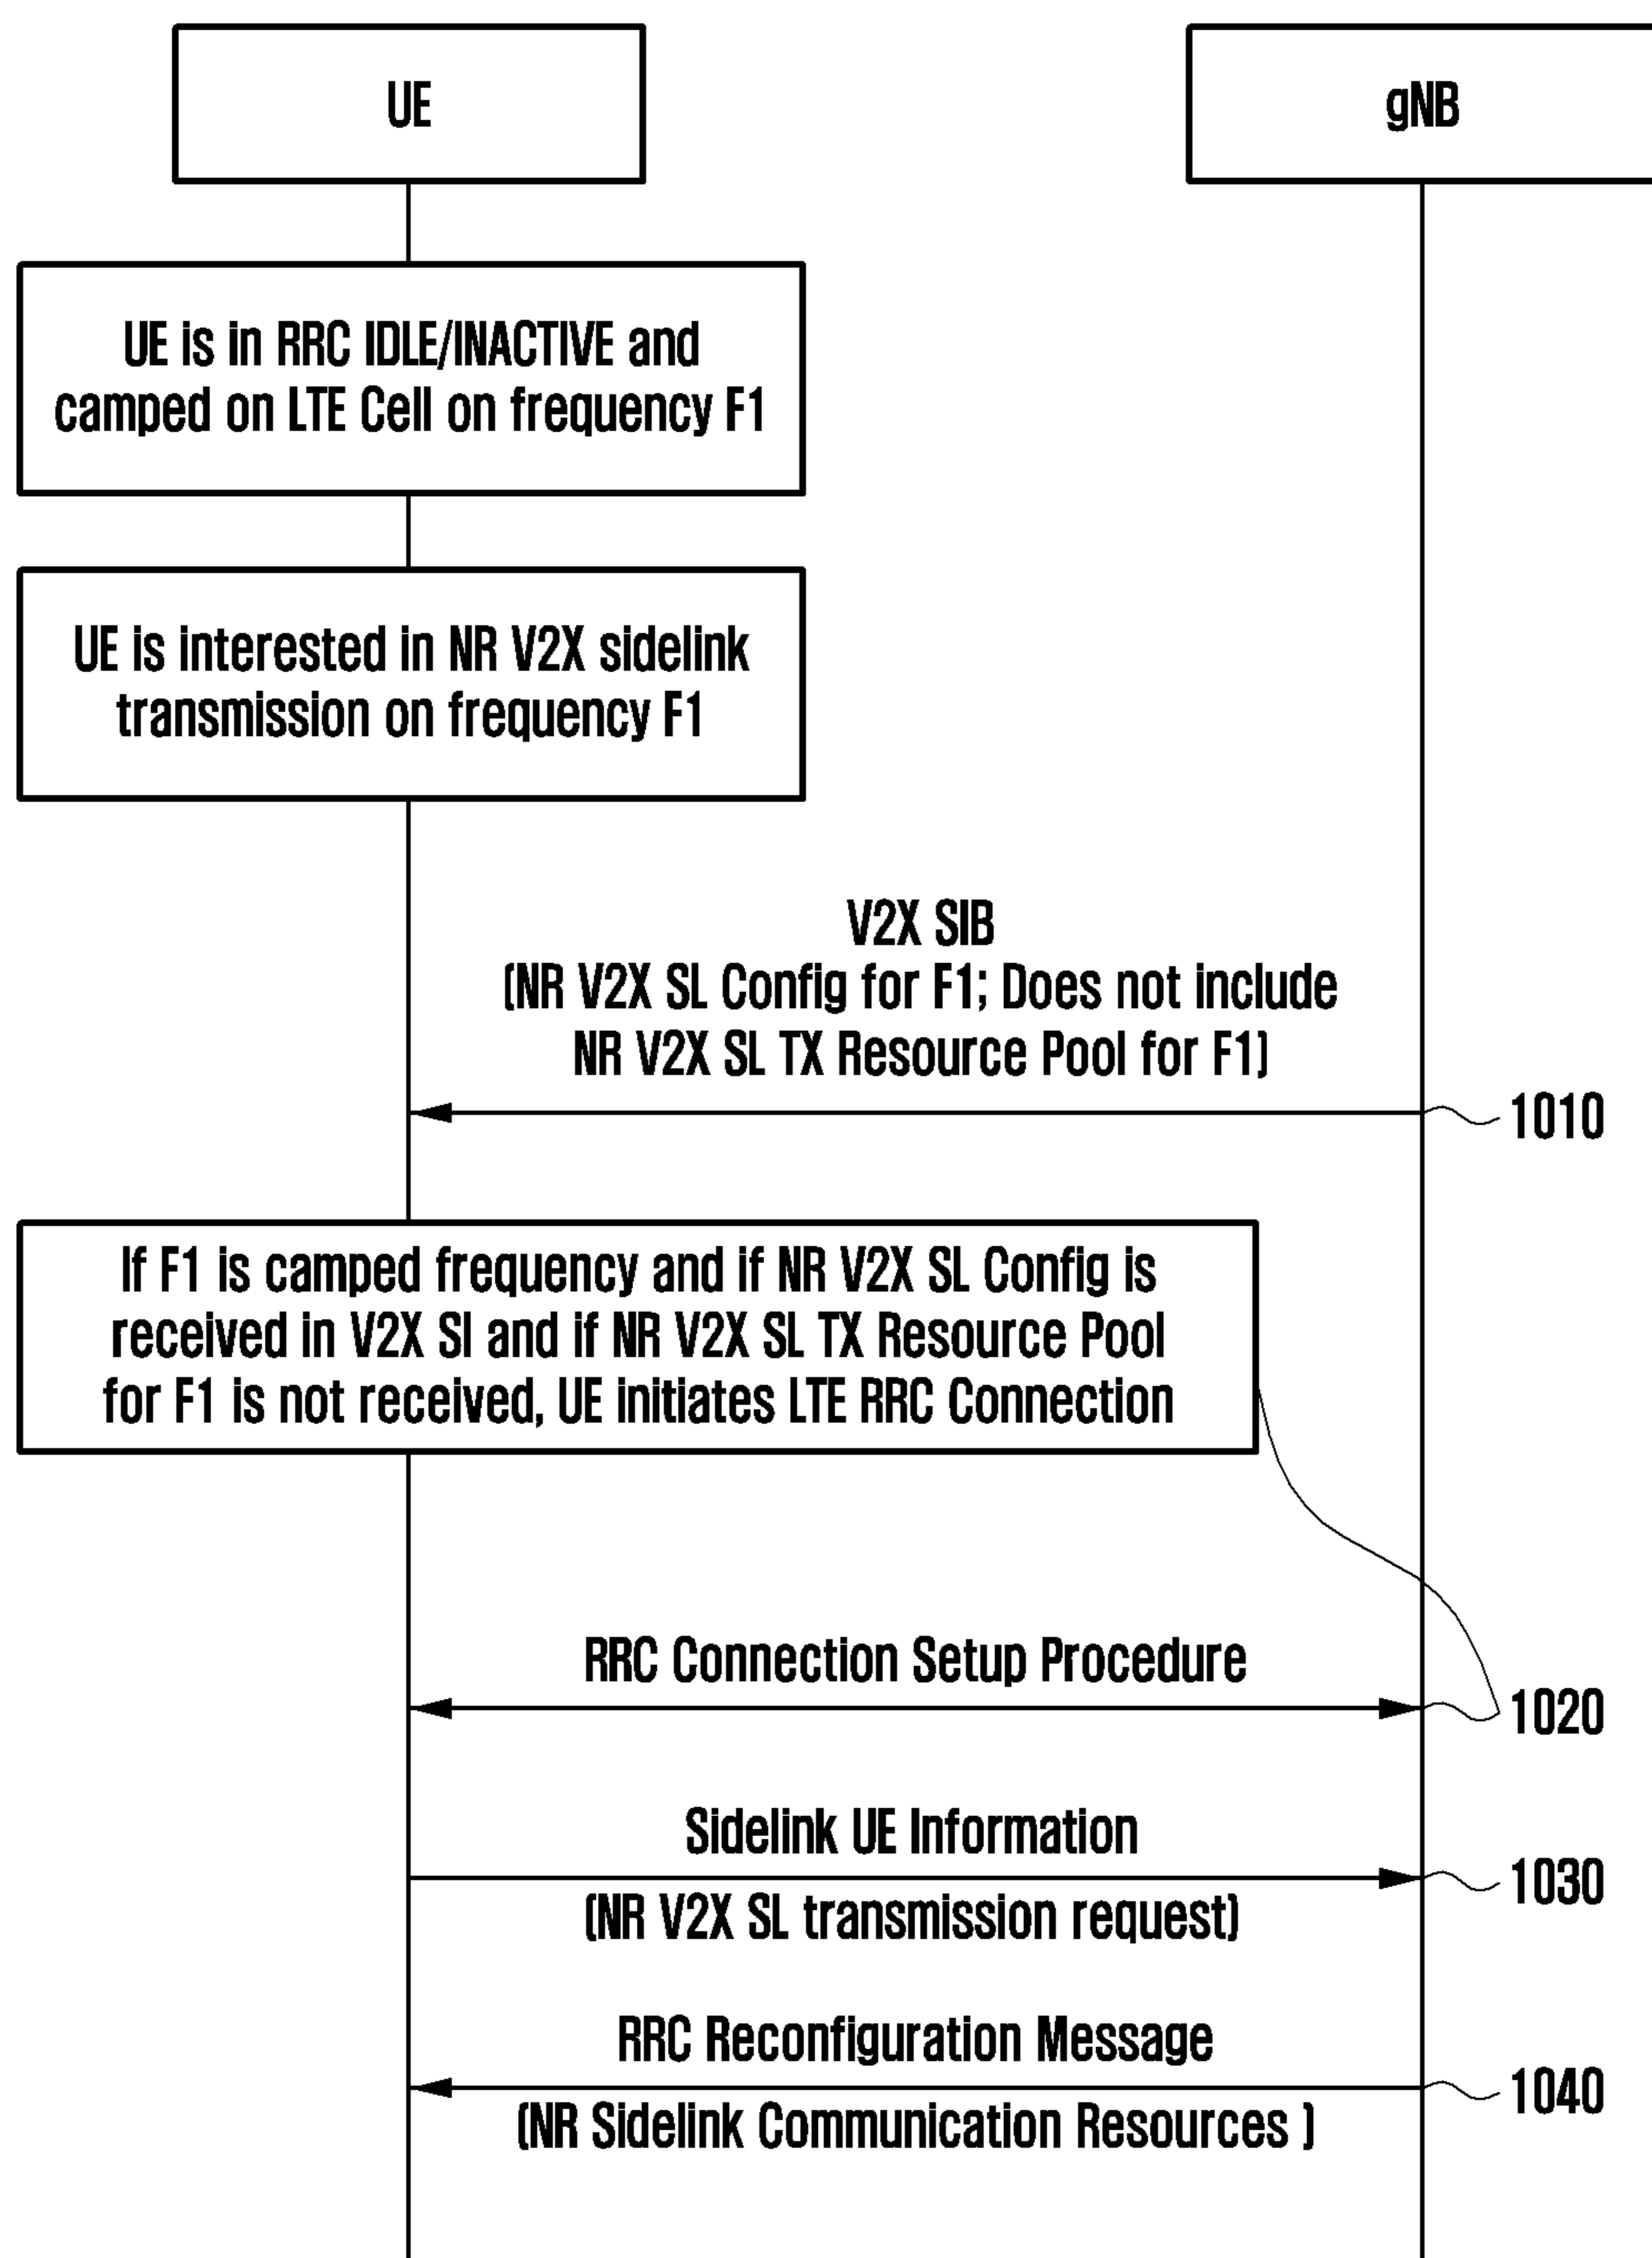 UE
gNB
UE is in RRC IDLE/INACTIVE and
camped on LTE Cell on frequency F1
UE is interested in NR V2X sidelink
transmission on frequency F1
V2X SIB
(NR V2X SL Config for F1; Does not include
NR V2X SL TX Resource Pool for F1)
1010
If F1 is camped frequency and if NR V2X SL Config is
received in V2X SI and if NR V2X SL TX Resource Pool
for F1 is not received, UE initiates LTE RRC Connection
RRC Connection Setup Procedure
1020
Sidelink UE Information
1030
(NR V2X SL transmission request)
RRC Reconfiguration Message
1040
(NR Sidelink Communication Resources )